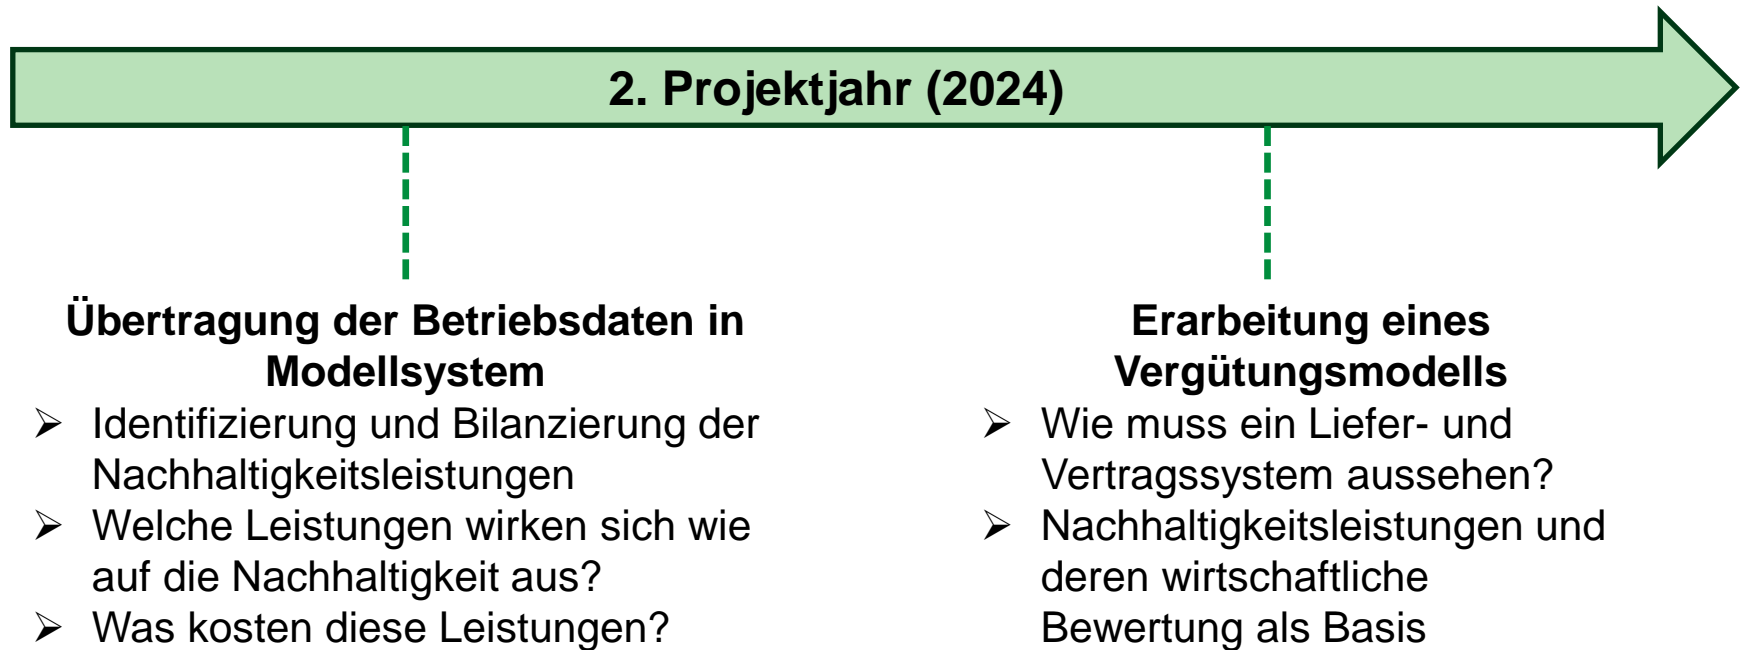 2. Projektjahr (2024)
Übertragung der Betriebsdaten in
Modellsystem
➢ Identifizierung und Bilanzierung der
Nachhaltigkeitsleistungen
➢ Welche Leistungen wirken sich wie
auf die Nachhaltigkeit aus?
➢ Was kosten diese Leistungen?
Erarbeitung eines
Vergütungsmodells
➢ Wie muss ein Liefer- und
Vertragssystem aussehen?
➢ Nachhaltigkeitsleistungen und
deren wirtschaftliche
Bewertung als Basis